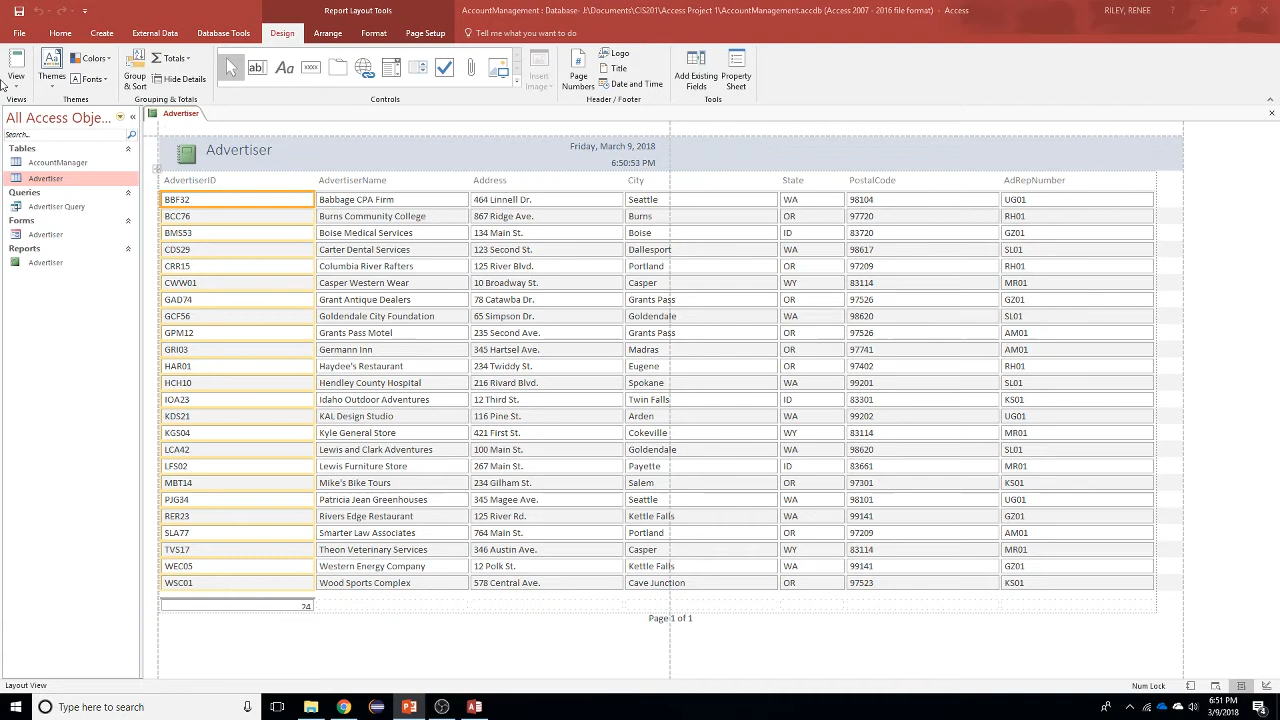 Report Layout Tools
AccountManagement : Database- J:\Documents\CIS201\Access Project 1\AccountManagement.accdb (Access 2007 - 2016 file format) - Access
RILEY, RENEE
File Home Create External Data Database Tools Design Arrange Format Page Setup Tell me what you want to do
View Themes Colors Fonts Group & Sort Totals Hide Details ab Aa xxxx Insert Image Page Numbers Logo Title Date and Time Add Existing Fields Property Sheet
Views Themes Grouping & Totals Controls Header / Footer Tools
All Access Obje...
Search...
Tables
AccountManager
Advertiser
Queries
Advertiser Query
Forms
Advertiser
Reports
Advertiser
Advertiser
Advertiser
Friday, March 9, 2018
6:50:53 PM
AdvertiserID AdvertiserName Address City State PostalCode AdRepNumber
BBF32 Babbage CPA Firm 464 Linnell Dr. Seattle WA 98104 UG01
BCC76 Burns Community College 867 Ridge Ave. Burns OR 97720 RH01
BMS53 Boise Medical Services 134 Main St. Boise ID 83720 GZ01
CDS29 Carter Dental Services 123 Second St. Dallesport WA 98617 SL01
CRR15 Columbia River Rafters 125 River Blvd. Portland OR 97209 RH01
CWW01 Casper Western Wear 10 Broadway St. Casper WY 83114 MR01
GAD74 Grant Antique Dealers 78 Catawba Dr. Grants Pass OR 97526 GZ01
GCF56 Goldendale City Foundation 65 Simpson Dr. Goldendale WA 98620 SL01
GPM12 Grants Pass Motel 235 Second Ave. Grants Pass OR 97526 AM01
GRI03 Germann Inn 345 Hartsel Ave. Madras OR 97741 AM01
HAR01 Haydee's Restaurant 234 Twiddy St. Eugene OR 97402 RH01
HCH10 Hendley County Hospital 216 Rivard Blvd. Spokane WA 99201 SL01
IOA23 Idaho Outdoor Adventures 12 Third St. Twin Falls ID 83301 KS01
KDS21 KAL Design Studio 116 Pine St. Arden WA 99202 UG01
KGS04 Kyle General Store 421 First St. Cokeville WY 83114 MR01
LCA42 Lewis and Clark Adventures 100 Main St. Goldendale WA 98620 SL01
LFS02 Lewis Furniture Store 267 Main St. Payette ID 83661 MR01
MBT14 Mike's Bike Tours 234 Gilham St. Salem OR 97301 KS01
PJG34 Patricia Jean Greenhouses 345 Magee Ave. Seattle WA 98101 UG01
RER23 Rivers Edge Restaurant 125 River Rd. Kettle Falls WA 99141 GZ01
SLA77 Smarter Law Associates 764 Main St. Portland OR 97209 AM01
TVS17 Theon Veterinary Services 346 Austin Ave. Casper WY 83114 MR01
WEC05 Western Energy Company 12 Polk St. Kettle Falls WA 99141 GZ01
WSC01 Wood Sports Complex 578 Central Ave. Cave Junction OR 97523 KS01
24
Page 1 of 1
Layout View
Num Lock
Type here to search
6:51 PM
3/9/2018